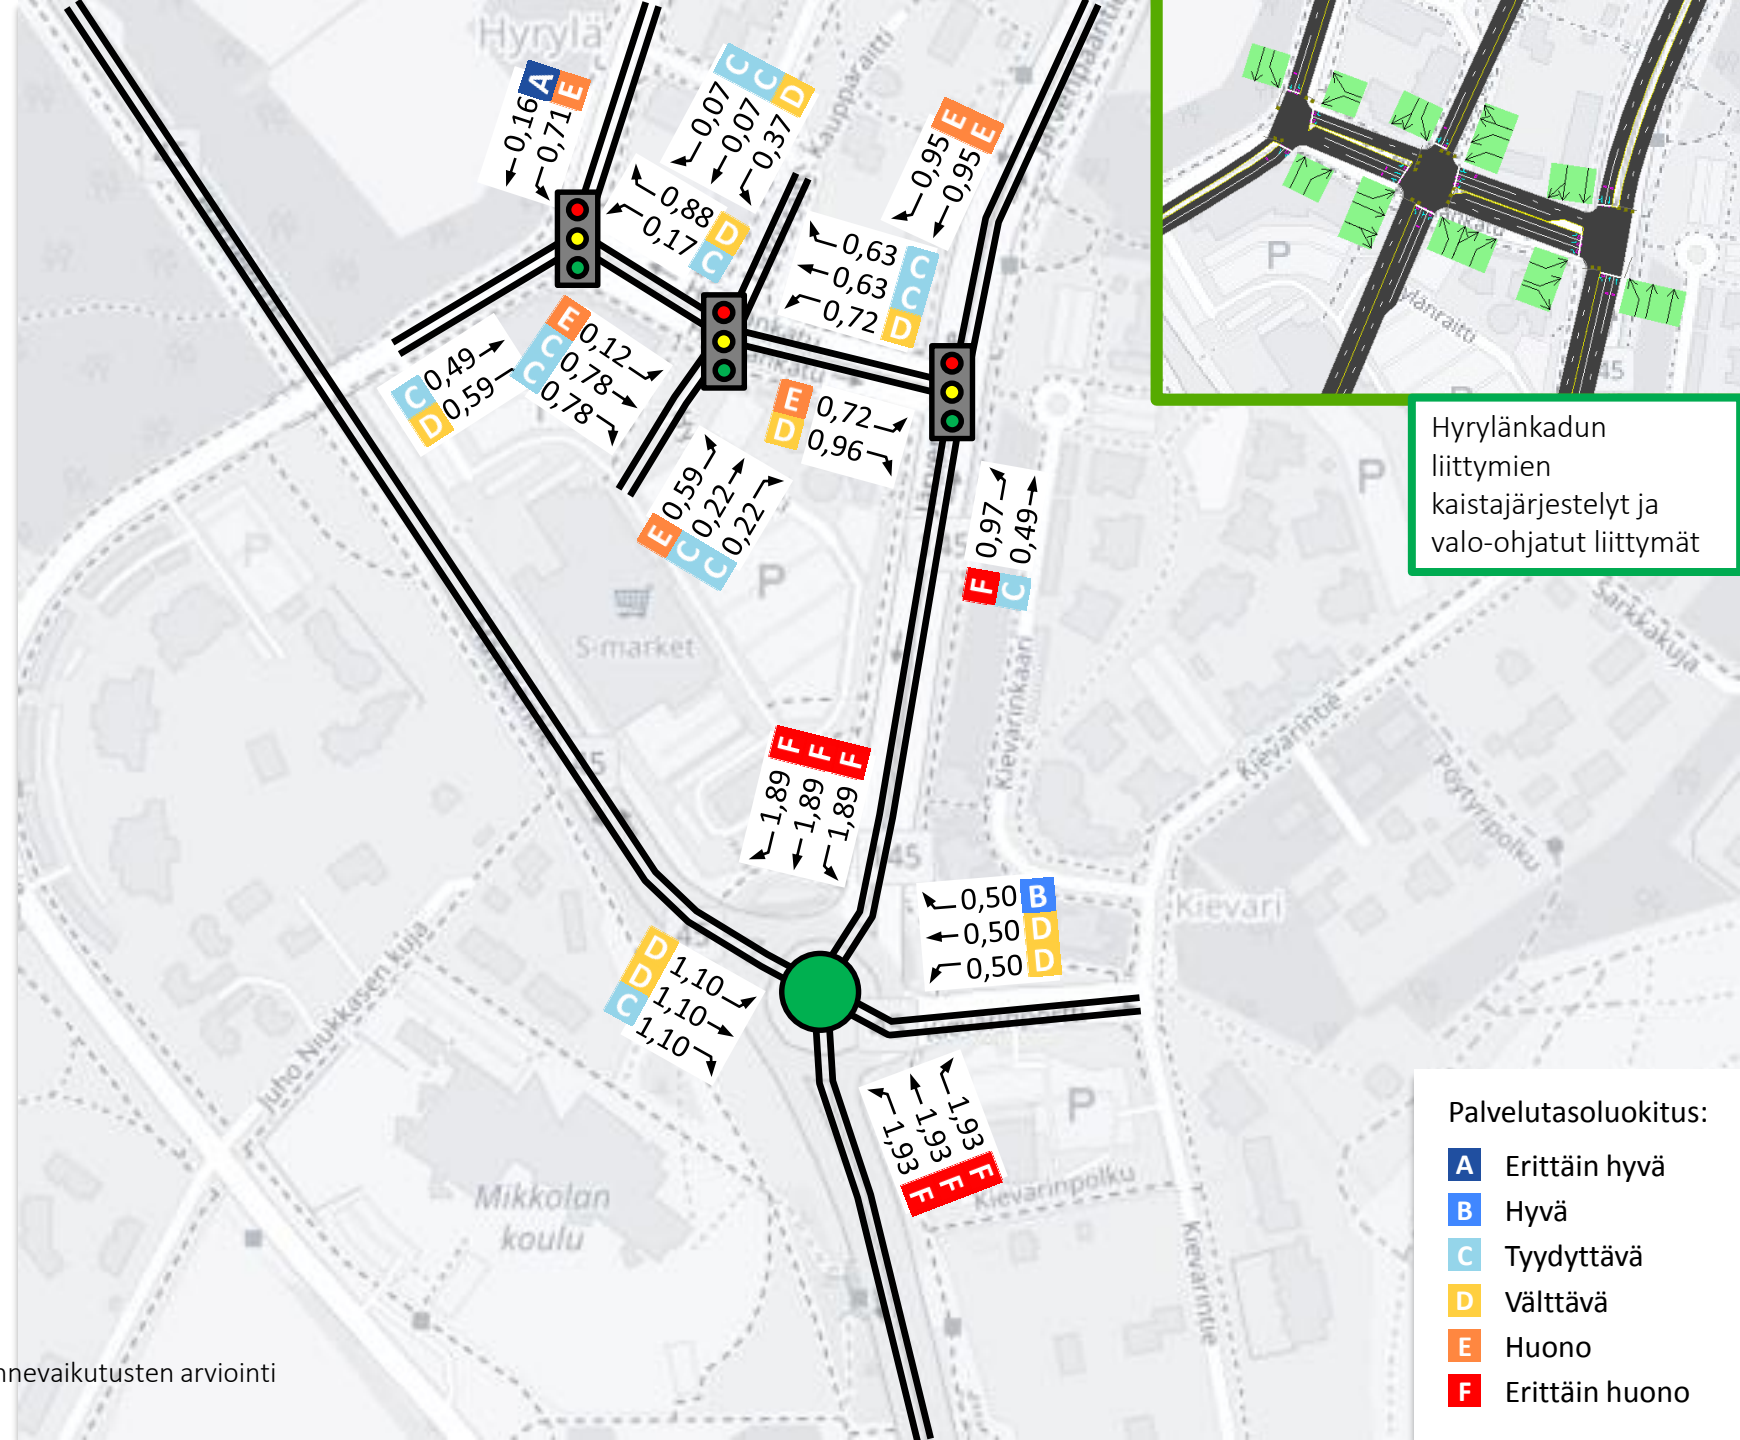 Hyrylä
A
E
0,16
0,71
C
C
D
0,07
0,07
0,37
Kaupparaitti
E
E
0,95
0,95
0,88
D
0,17
C
0,63
C
0,63
C
0,72
D
E
0,12
C
0,78
C
0,78
C
0,49
D
0,59
E
0,72
D
0,96
0,59
0,22
0,22
E
C
C
0,97
0,49
F
C
P
P
P
P
45
Hyrylänkadun
liittymien
kaistajärjestelyt ja
valo-ohjatut liittymät
S-market
Kievarinkaari
Kievarintie
Sarkkakuja
Pöytyripolku
F
F
F
1,89
1,89
1,89
45
0,50
B
0,50
D
0,50
D
Kievari
D
1,10
D
1,10
C
1,10
Juho Niukkasen kuja
1,93
1,93
1,93
F
F
F
P
Kievarinpolku
Kievarintie
Mikkolan
koulu
Palvelutasoluokitus:
A Erittäin hyvä
B Hyvä
C Tyydyttävä
D Välttävä
E Huono
F Erittäin huono
nnevaikutusten arviointi